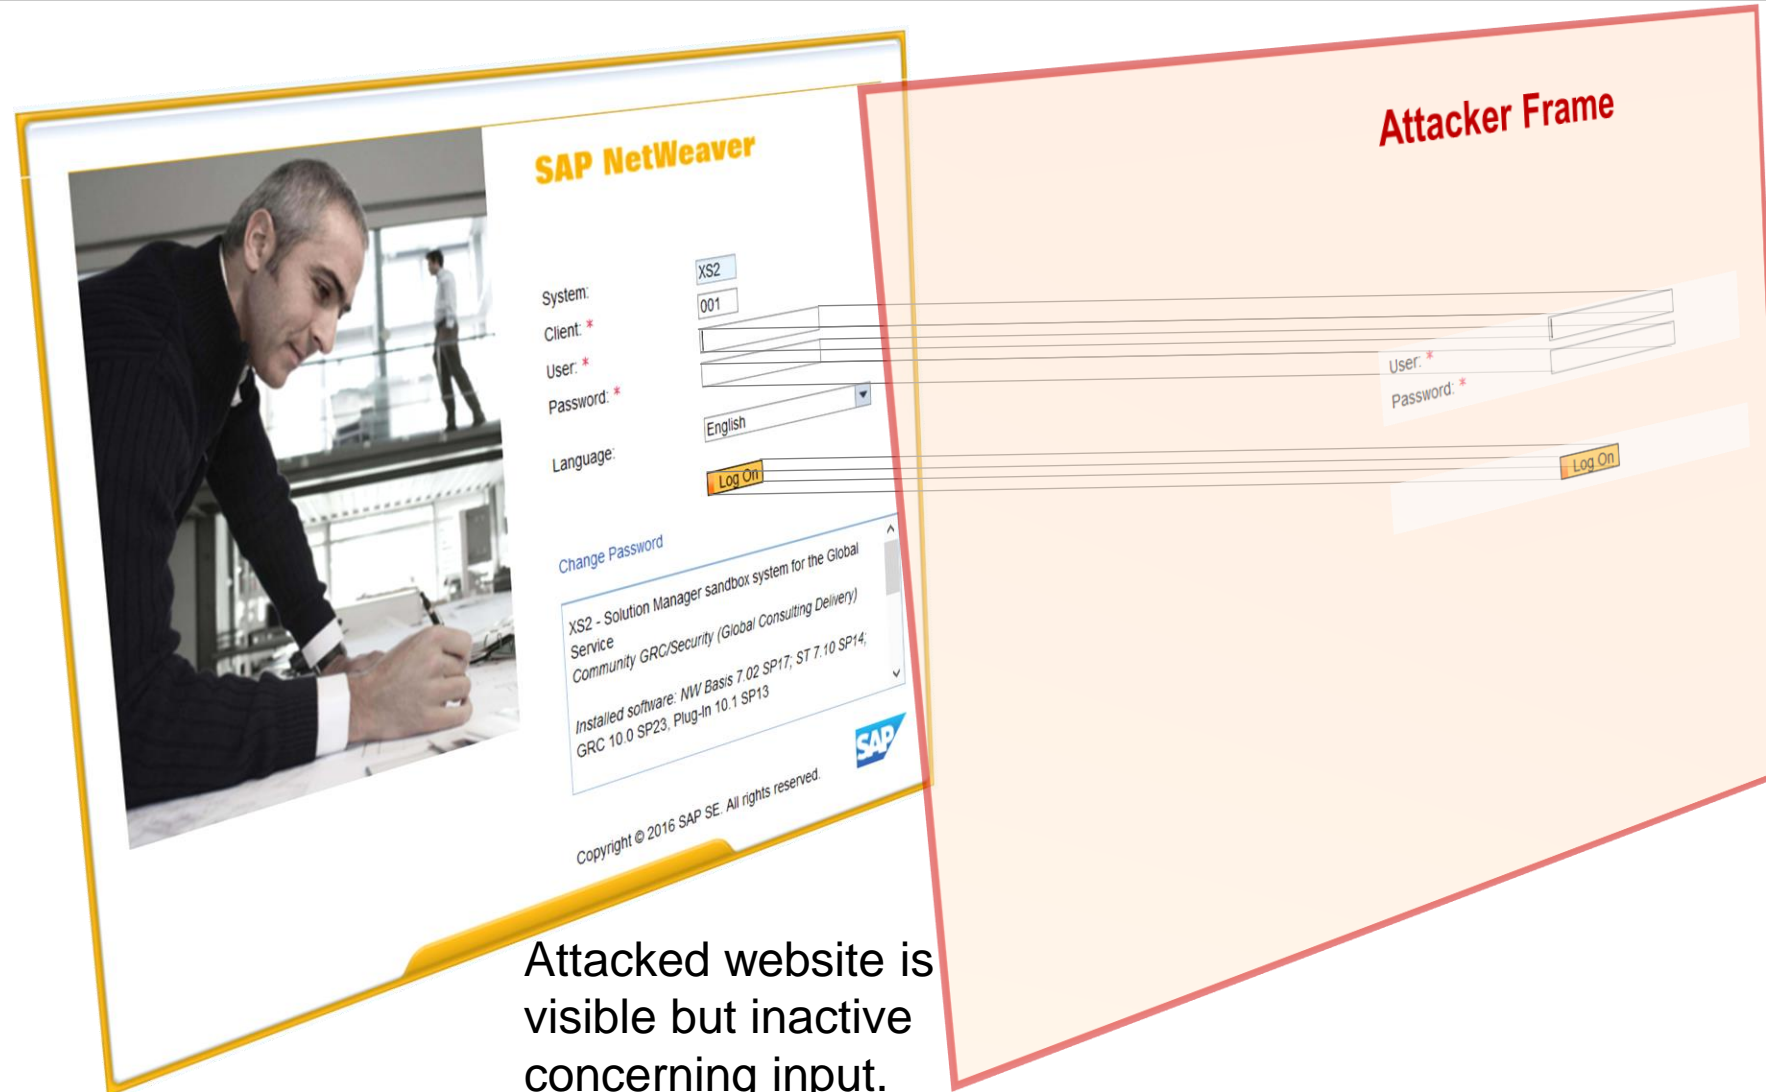 SAP NetWeaver
System:
XS2
Client: *
001
User: *
Password: *
Language:
English
Log On
Change Password
XS2 - Solution Manager sandbox system for the Global
Service
Community GRC/Security (Global Consulting Delivery)
Installed software: NW Basis 7.02 SP17; ST 7.10 SP14;
GRC 10.0 SP23, Plug-In 10.1 SP13
SAP
Copyright © 2016 SAP SE. All rights reserved.
Attacker Frame
User: *
Password: *
Log On
Attacked website is
visible but inactive
concerning input.